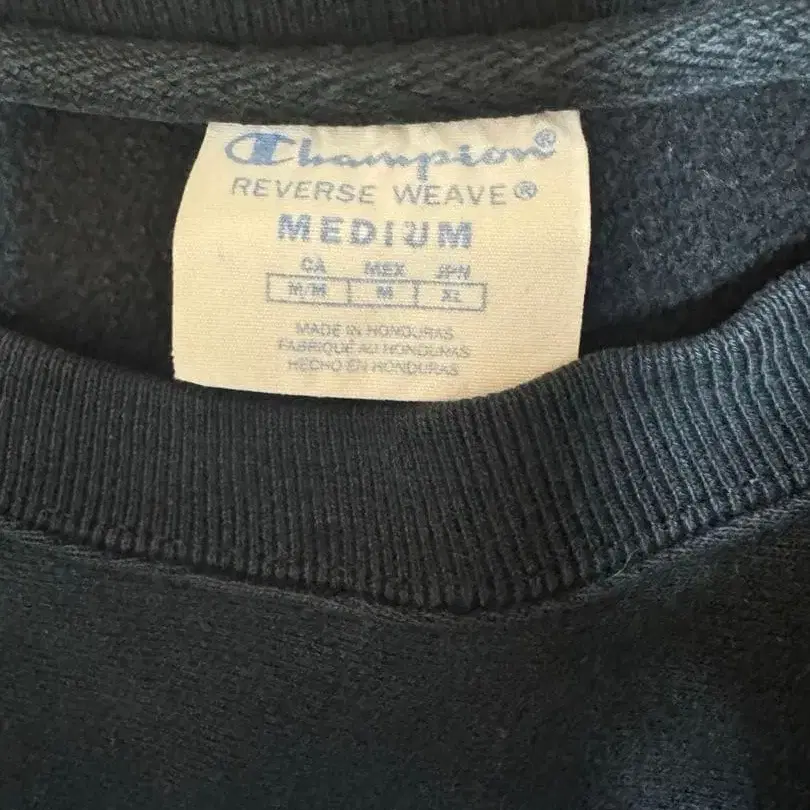 Champion®
REVERSE WEAVE®
MEDIUM
CA MEX JPN
M/M M XL
MADE IN HONDURAS
FABRIQUÉ AU HONDURAS
HECHO EN HONDURAS